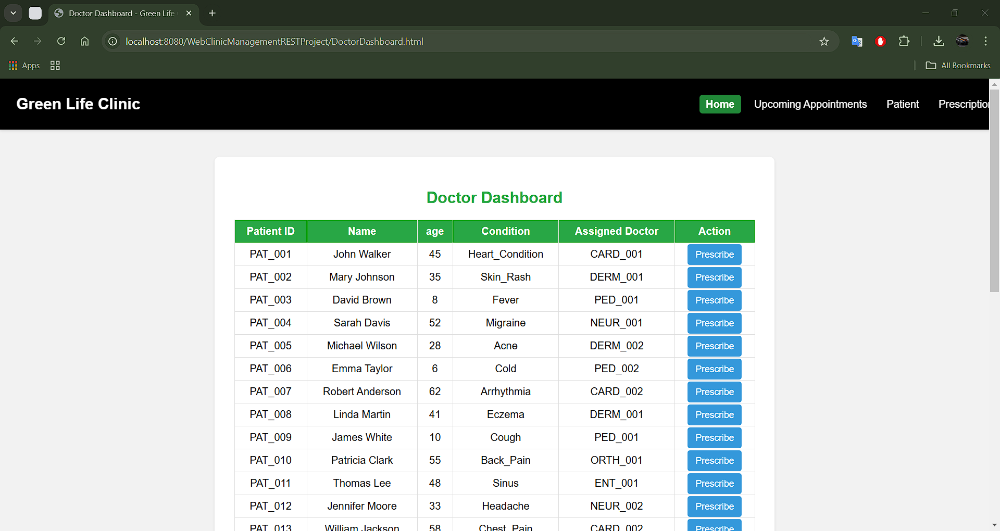 Doctor Dashboard - Green Life
localhost:8080/WebClinicManagementRESTProject/DoctorDashboard.html
Apps All Bookmarks
Green Life Clinic Home Upcoming Appointments Patient Prescription
Doctor Dashboard
Patient ID Name age Condition Assigned Doctor Action
PAT_001 John Walker 45 Heart_Condition CARD_001 Prescribe
PAT_002 Mary Johnson 35 Skin_Rash DERM_001 Prescribe
PAT_003 David Brown 8 Fever PED_001 Prescribe
PAT_004 Sarah Davis 52 Migraine NEUR_001 Prescribe
PAT_005 Michael Wilson 28 Acne DERM_002 Prescribe
PAT_006 Emma Taylor 6 Cold PED_002 Prescribe
PAT_007 Robert Anderson 62 Arrhythmia CARD_002 Prescribe
PAT_008 Linda Martin 41 Eczema DERM_001 Prescribe
PAT_009 James White 10 Cough PED_001 Prescribe
PAT_010 Patricia Clark 55 Back_Pain ORTH_001 Prescribe
PAT_011 Thomas Lee 48 Sinus ENT_001 Prescribe
PAT_012 Jennifer Moore 33 Headache NEUR_002 Prescribe
PAT_013 William Jackson 58 Chest_Pain CARD_002 Prescribe